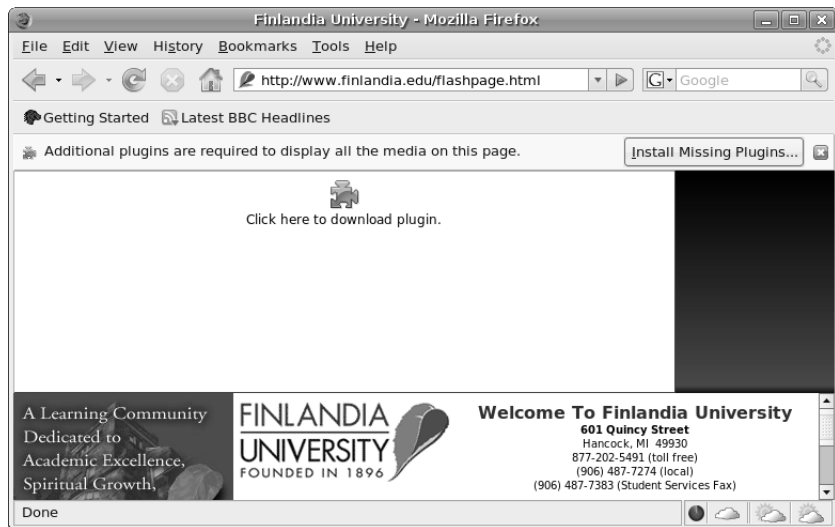 Finlandia University - Mozilla Firefox
File Edit View History Bookmarks Tools Help
http://www.finlandia.edu/flashpage.html G Google
Getting Started Latest BBC Headlines
Additional plugins are required to display all the media on this page. Install Missing Plugins...
Click here to download plugin.
A Learning Community
Dedicated to
Academic Excellence,
Spiritual Growth,
FINLANDIA
UNIVERSITY
FOUNDED IN 1896
Welcome To Finlandia University
601 Quincy Street
Hancock, MI 49930
877-202-5491 (toll free)
(906) 487-7274 (local)
(906) 487-7383 (Student Services Fax)
Done